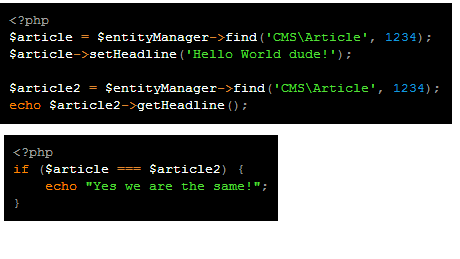 <?php
$article = $entityManager->find('CMS\Article', 1234);
$article->setHeadline('Hello World dude!');
$article2 = $entityManager->find('CMS\Article', 1234);
echo $article2->getHeadline();
<?php
if ($article === $article2) {
    echo "Yes we are the same!";
}